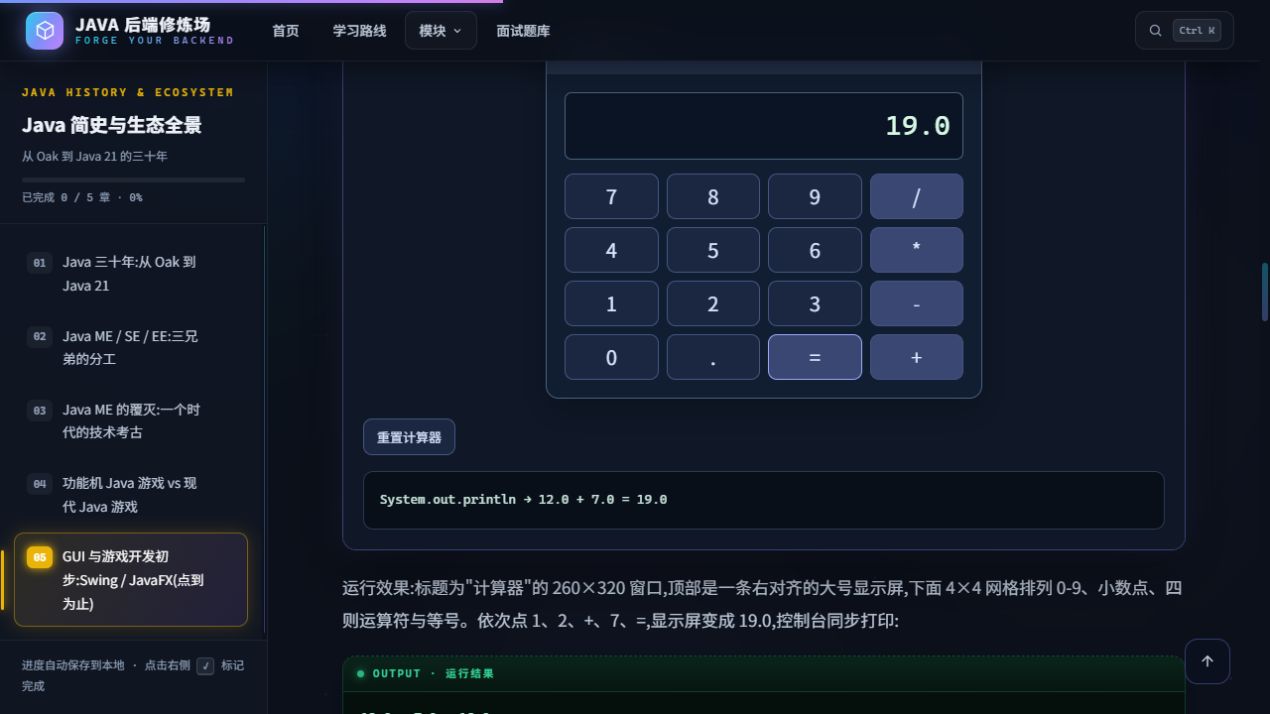 JAVA 后端修炼场
FORGE YOUR BACKEND
首页
学习路线
模块
面试题库
Ctrl K
JAVA HISTORY & ECOSYSTEM
Java 简史与生态全景
从 Oak 到 Java 21 的三十年
已完成 0 / 5 章 · 0%
01
Java 三十年:从 Oak 到
Java 21
02
Java ME / SE / EE:三兄
弟的分工
03
Java ME 的覆灭:一个时
代的技术考古
04
功能机 Java 游戏 vs 现
代 Java 游戏
05
GUI 与游戏开发初
步:Swing / JavaFX(点到
为止)
进度自动保存到本地 · 点击右侧 ✓ 标记
完成
19.0
7 8 9 /
4 5 6 *
1 2 3 -
0 . = +
重置计算器
System.out.println → 12.0 + 7.0 = 19.0
运行效果:标题为"计算器"的 260×320 窗口,顶部是一条右对齐的大号显示屏,下面 4×4 网格排列 0-9、小数点、四
则运算符与等号。依次点 1、2、+、7、=,显示屏变成 19.0,控制台同步打印:
OUTPUT · 运行结果